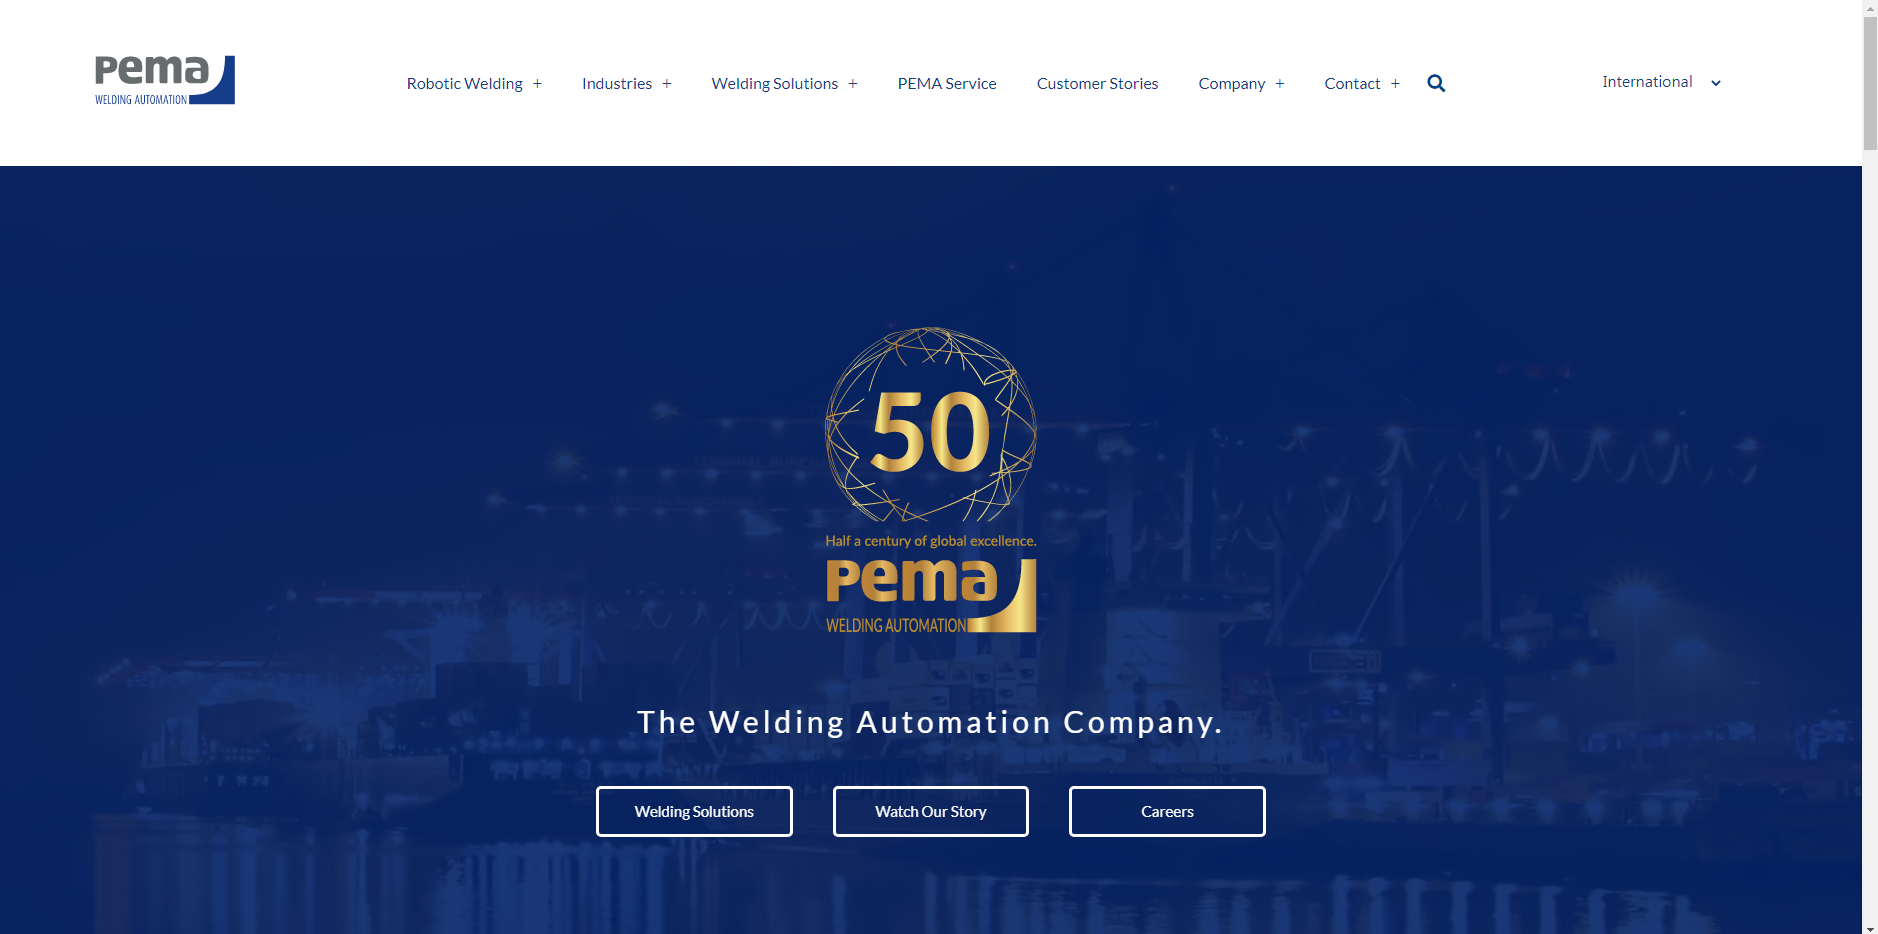 Pema
WELDING AUTOMATION
Robotic Welding +
Industries +
Welding Solutions +
PEMA Service
Customer Stories
Company +
Contact +
International
50
Half a century of global excellence.
Pema
WELDING AUTOMATION
The Welding Automation Company.
Welding Solutions
Watch Our Story
Careers